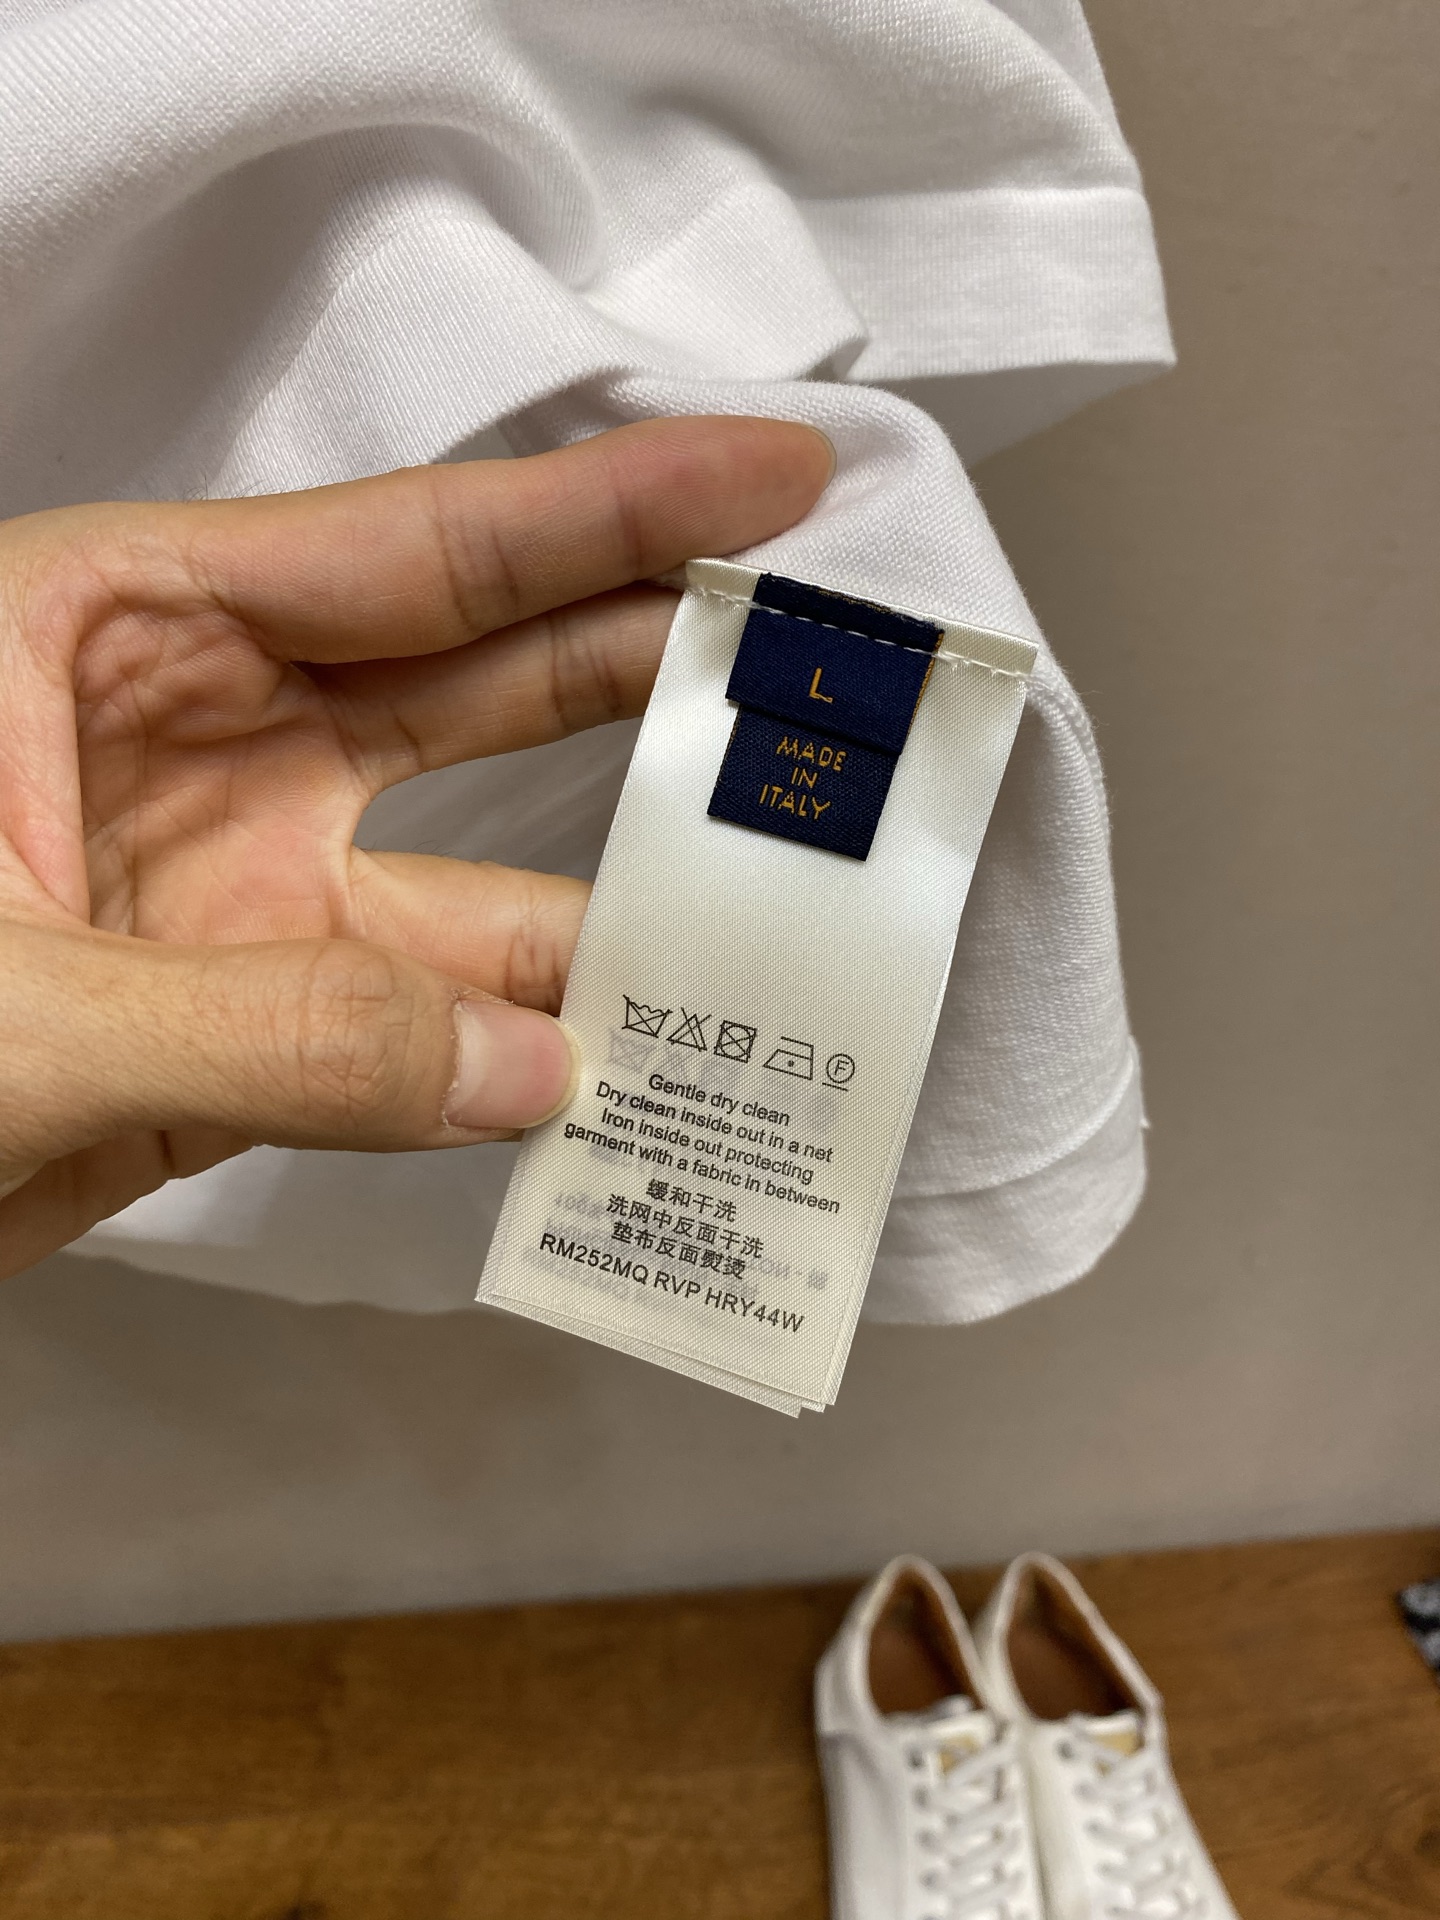 L
MADE
IN
ITALY
F
Gentle dry clean
Dry clean inside out in a net
Iron inside out protecting
garment with a fabric in between
缓和干洗
洗网中反面干洗
垫布反面熨烫
RM252MQ RVP HRY44W